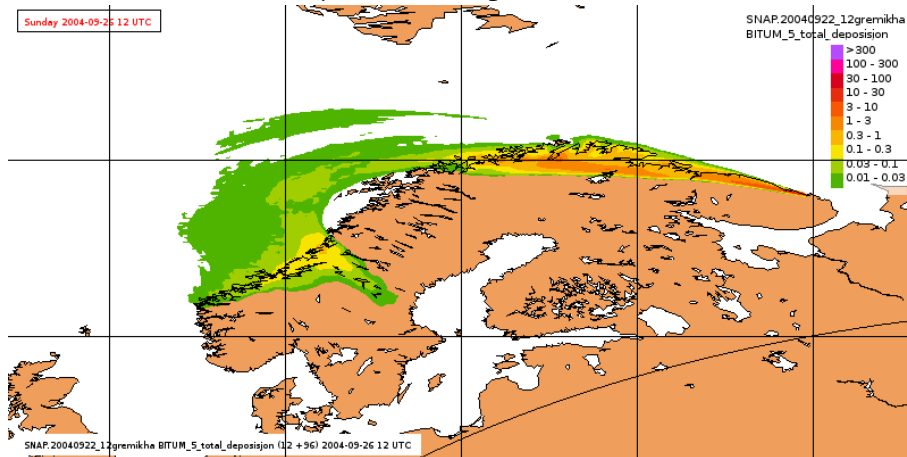 Sunday 2004-09-26 12 UTC
SNAP.20040922_12gremikha
BITUM_5_total_deposisjon
>300
100 - 300
30 - 100
10 - 30
3 - 10
1 - 3
0.3 - 1
0.1 - 0.3
0.03 - 0.1
0.01 - 0.03
SNAP.20040922_12gremikha BITUM_5_total_deposisjon (12 +96) 2004-09-26 12 UTC